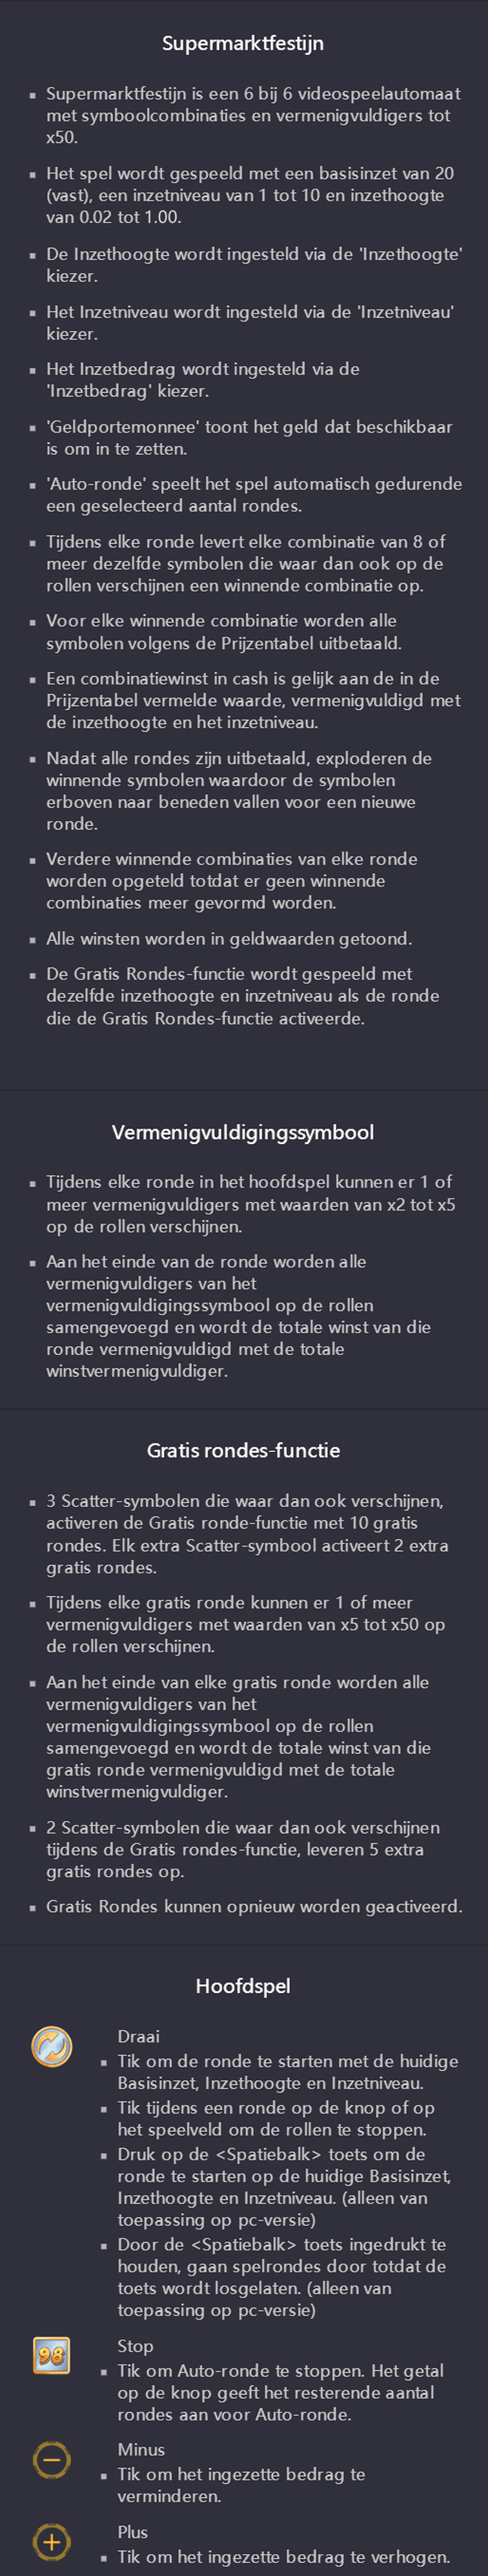 Supermarktfestijn
Supermarktfestijn is een 6 bij 6 videospeelautomaat
met symboolcombinaties en vermenigvuldigers tot
x50.
Het spel wordt gespeeld met een basisinzet van 20
(vast), een inzetniveau van 1 tot 10 en inzethoogte
van 0.02 tot 1.00.
De Inzethoogte wordt ingesteld via de 'Inzethoogte'
kiezer.
Het Inzetniveau wordt ingesteld via de 'Inzetniveau'
kiezer.
Het Inzetbedrag wordt ingesteld via de
'Inzetbedrag' kiezer.
'Geldportemonnee' toont het geld dat beschikbaar
is om in te zetten.
'Auto-ronde' speelt het spel automatisch gedurende
een geselecteerd aantal rondes.
Tijdens elke ronde levert elke combinatie van 8 of
meer dezelfde symbolen die waar dan ook op de
rollen verschijnen een winnende combinatie op.
Voor elke winnende combinatie worden alle
symbolen volgens de Prijzentabel uitbetaald.
Een combinatiewinst in cash is gelijk aan de in de
Prijzentabel vermelde waarde, vermenigvuldigd met
de inzethoogte en het inzetniveau.
Nadat alle rondes zijn uitbetaald, exploderen de
winnende symbolen waardoor de symbolen
erboven naar beneden vallen voor een nieuwe
ronde.
Verdere winnende combinaties van elke ronde
worden opgeteld totdat er geen winnende
combinaties meer gevormd worden.
Alle winsten worden in geldwaarden getoond.
De Gratis Rondes-functie wordt gespeeld met
dezelfde inzethoogte en inzetniveau als de ronde
die de Gratis Rondes-functie activeerde.
Vermenigvuldigingssymbool
Tijdens elke ronde in het hoofdspel kunnen er 1 of
meer vermenigvuldigers met waarden van x2 tot x5
op de rollen verschijnen.
Aan het einde van de ronde worden alle
vermenigvuldigers van het
vermenigvuldigingssymbool op de rollen
samengevoegd en wordt de totale winst van die
ronde vermenigvuldigd met de totale
winstvermenigvuldiger.
Gratis rondes-functie
3 Scatter-symbolen die waar dan ook verschijnen,
activeren de Gratis ronde-functie met 10 gratis
rondes. Elk extra Scatter-symbool activeert 2 extra
gratis rondes.
Tijdens elke gratis ronde kunnen er 1 of meer
vermenigvuldigers met waarden van x5 tot x50 op
de rollen verschijnen.
Aan het einde van elke gratis ronde worden alle
vermenigvuldigers van het
vermenigvuldigingssymbool op de rollen
samengevoegd en wordt de totale winst van die
gratis ronde vermenigvuldigd met de totale
winstvermenigvuldiger.
2 Scatter-symbolen die waar dan ook verschijnen
tijdens de Gratis rondes-functie, leveren 5 extra
gratis rondes op.
Gratis Rondes kunnen opnieuw worden geactiveerd.
Hoofdspel
Draai
Tik om de ronde te starten met de huidige
Basisinzet, Inzethoogte en Inzetniveau.
Tik tijdens een ronde op de knop of op
het speelveld om de rollen te stoppen.
Druk op de <Spatiebalk> toets om de
ronde te starten op de huidige Basisinzet,
Inzethoogte en Inzetniveau. (alleen van
toepassing op pc-versie)
Door de <Spatiebalk> toets ingedrukt te
houden, gaan spelrondes door totdat de
toets wordt losgelaten. (alleen van
toepassing op pc-versie)
98
Stop
Tik om Auto-ronde te stoppen. Het getal
op de knop geeft het resterende aantal
rondes aan voor Auto-ronde.
Minus
Tik om het ingezette bedrag te
verminderen.
Plus
Tik om het ingezette bedrag te verhogen.